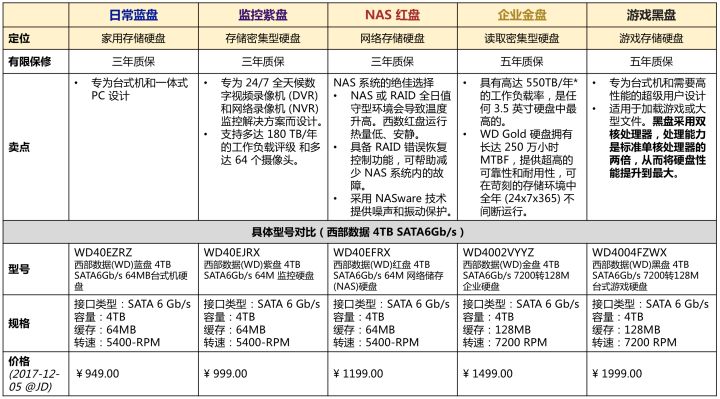 日常蓝盘 监控紫盘 NAS 红盘 企业金盘 游戏黑盘
定位 家用存储硬盘 存储密集型硬盘 网络存储硬盘 读取密集型硬盘 游戏存储硬盘
有限保修 三年质保 三年质保 三年质保 五年质保 五年质保
卖点
• 专为台式机和一体式
PC 设计
• 专为 24/7 全天候数
字视频录像机 (DVR)
和网络录像机 (NVR)
监控解决方案而设计。
• 支持多达 180 TB/年
的工作负载评级 和多
达 64 个摄像头。
NAS 系统的绝佳选择
• NAS 或 RAID 全日值
守型环境会导致温度
升高。西数红盘运行
热量低、安静。
• 具备 RAID 错误恢复
控制功能，可帮助减
少 NAS 系统内的故
障。
• 采用 NASware 技术
提供噪声和振动保护。
• 具有高达 550TB/年*
的工作负载率，是任
何 3.5 英寸硬盘中最
高的。
• WD Gold 硬盘拥有
长达 250 万小时
MTBF，提供超高的
可靠性和耐用性，可
在苛刻的存储环境中
全年 (24x7x365) 不
间断运行。
• 专为台式机和需要高
性能的超级用户设计
• 适用于加载游戏或大
型文件。黑盘采用双
核处理器，处理能力
是标准单核处理器的
两倍，从而将硬盘性
能提升到最大。
具体型号对比（西部数据 4TB SATA6Gb/s）
型号
WD40EZRZ
西部数据(WD)蓝盘 4TB
SATA6Gb/s 64MB台式机硬
盘
WD40EJRX
西部数据(WD)紫盘 4TB
SATA6Gb/s 64M 监控硬盘
WD40EFRX
西部数据(WD)红盘 4TB
SATA6Gb/s 64M 网络储存
(NAS)硬盘
WD4002VYYZ
西部数据(WD)金盘 4TB
SATA6Gb/s 7200转128M
企业硬盘
WD4004FZWX
西部数据(WD)黑盘 4TB
SATA6Gb/s 7200转128M
台式游戏硬盘
规格
接口类型：SATA 6 Gb/s
容量：4TB
缓存：64MB
转速：5400-RPM
接口类型：SATA 6 Gb/s
容量：4TB
缓存：64MB
转速：5400-RPM
接口类型：SATA 6 Gb/s
容量：4TB
缓存：64MB
转速：5400-RPM
接口类型：SATA 6 Gb/s
容量：4TB
缓存：128MB
转速：7200 RPM
接口类型：SATA 6 Gb/s
容量：4TB
缓存：128MB
转速：7200 RPM
价格
(2017-12-
05 @JD)
¥ 949.00 ¥ 999.00 ¥ 1199.00 ¥ 1499.00 ¥ 1999.00